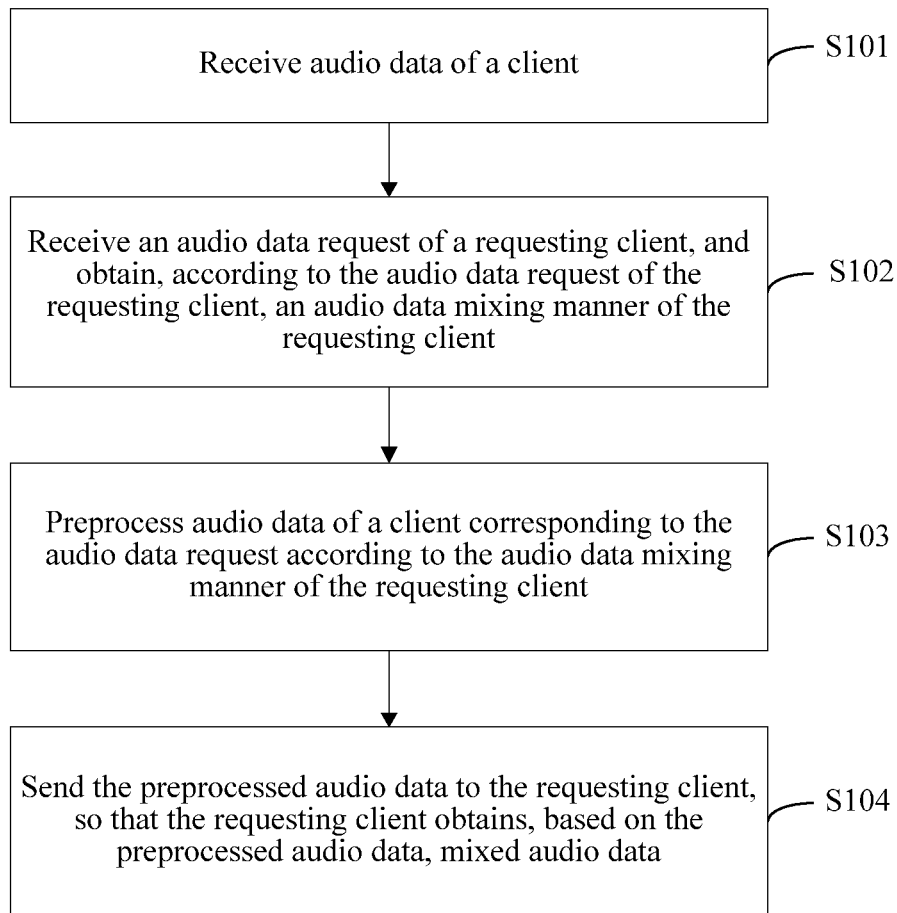 Receive audio data of a client
S101
Receive an audio data request of a requesting client, and
obtain, according to the audio data request of the
requesting client, an audio data mixing manner of the
requesting client
S102
Preprocess audio data of a client corresponding to the
audio data request according to the audio data mixing
manner of the requesting client
S103
Send the preprocessed audio data to the requesting client,
so that the requesting client obtains, based on the
preprocessed audio data, mixed audio data
S104